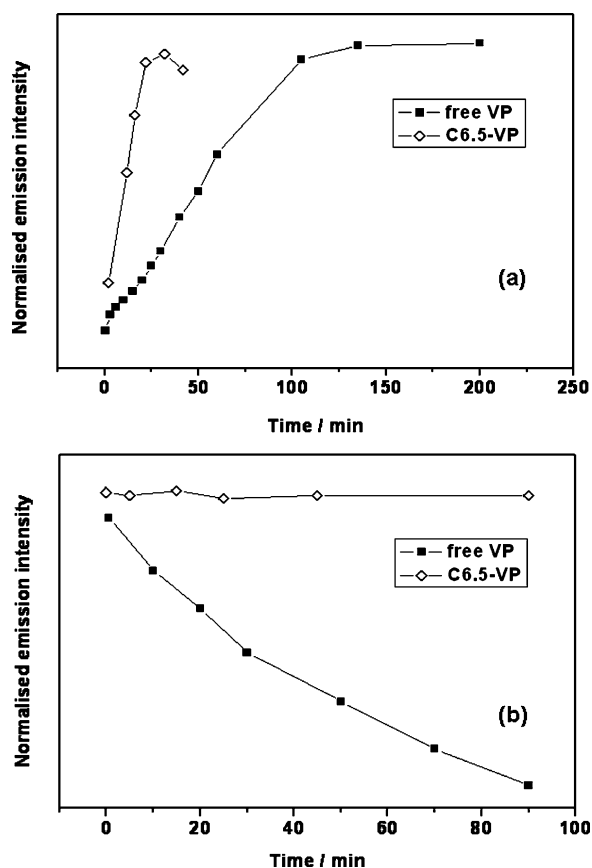 Normalised emission intensity
free VP
C6.5-VP
(a)
0 50 100 150 200 250
Time / min
Normalised emission intensity
free VP
C6.5-VP
(b)
0 20 40 60 80 100
Time / min